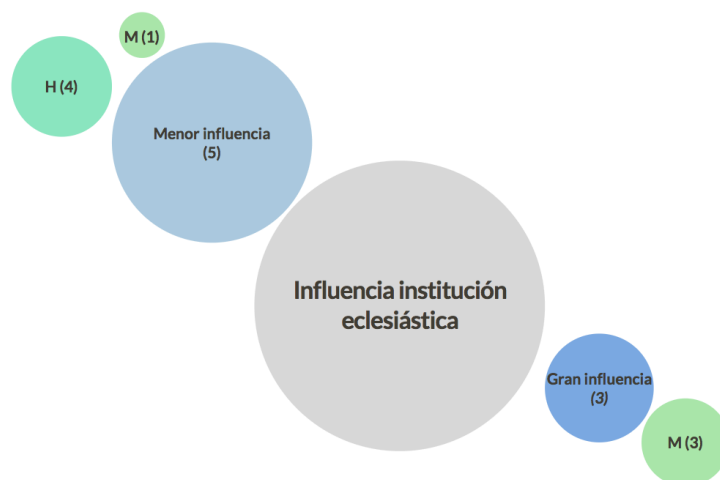 M (1)
H (4)
Menor influencia
(5)
Influencia institución
eclesiástica
Gran influencia
(3)
M (3)